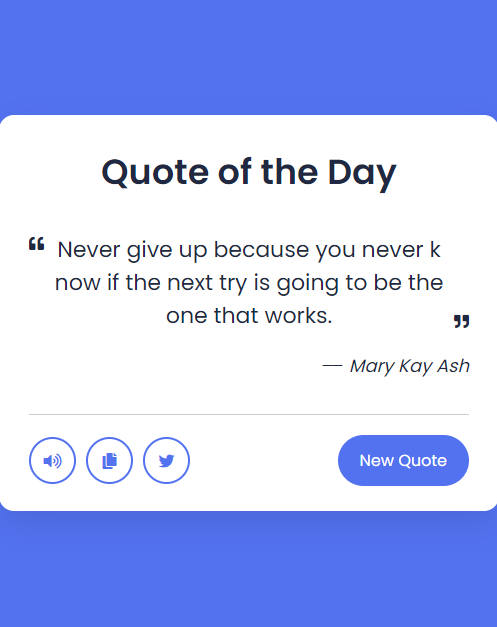 Quote of the Day
“ Never give up because you never k
now if the next try is going to be the
one that works. ”
— Mary Kay Ash
New Quote